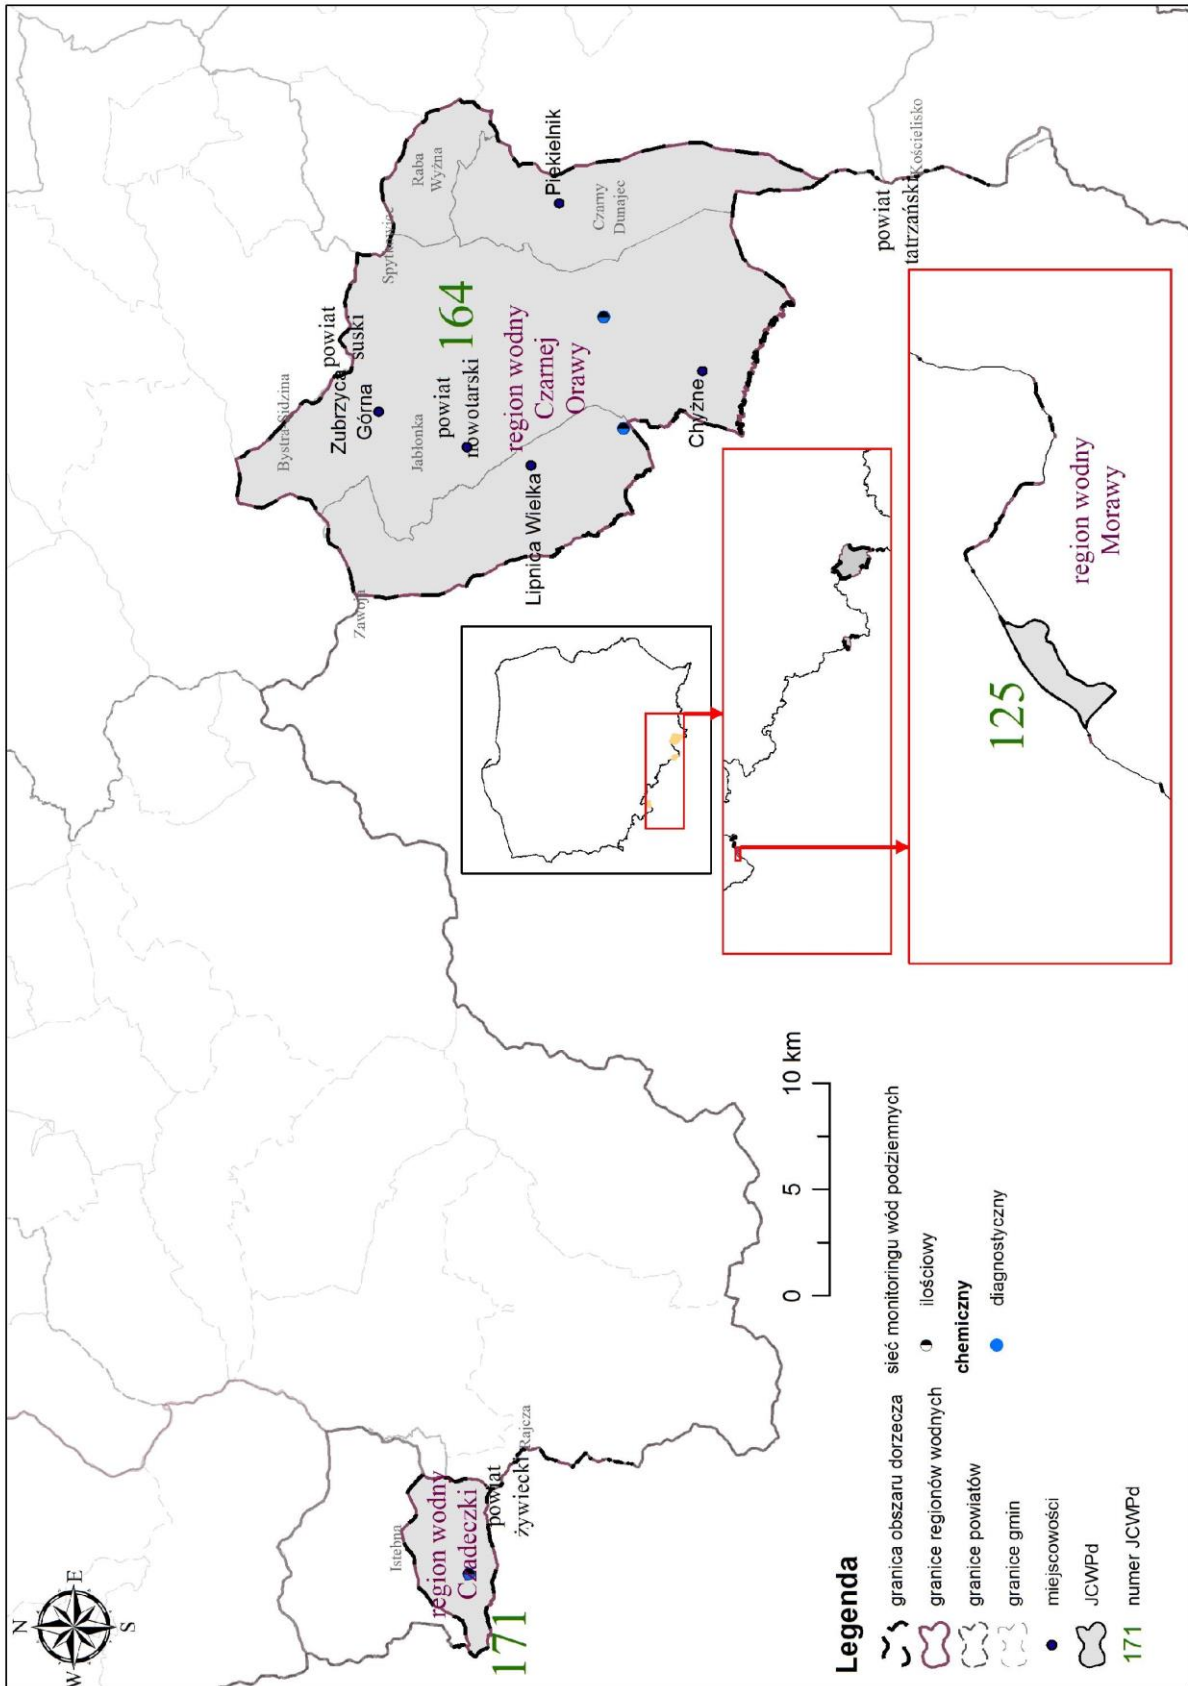 N
W
E
S
171
region wodny
Czadeczki
Istebna
powiat
żywiecki
Rajcza
Zawoja
Bystra-Sidzina
Zubrzyca
Górna
powiat
suski
Spytkowice
Raba
Wyżna
Jabłonka
powiat
nowotarski
164
region wodny
Czarnej
Orawy
Lipnica Wielka
Piekielnik
Czarny
Dunajec
Chyżne
powiat
tatrzański
Kościelisko
125
region wodny
Morawy
0
5
10 km
Legenda
granica obszaru dorzecza
granice regionów wodnych
granice powiatów
granice gmin
miejscowości
JCWPd
171
numer JCWPd
sieć monitoringu wód podziemnych
ilościowy
chemiczny
diagnostyczny